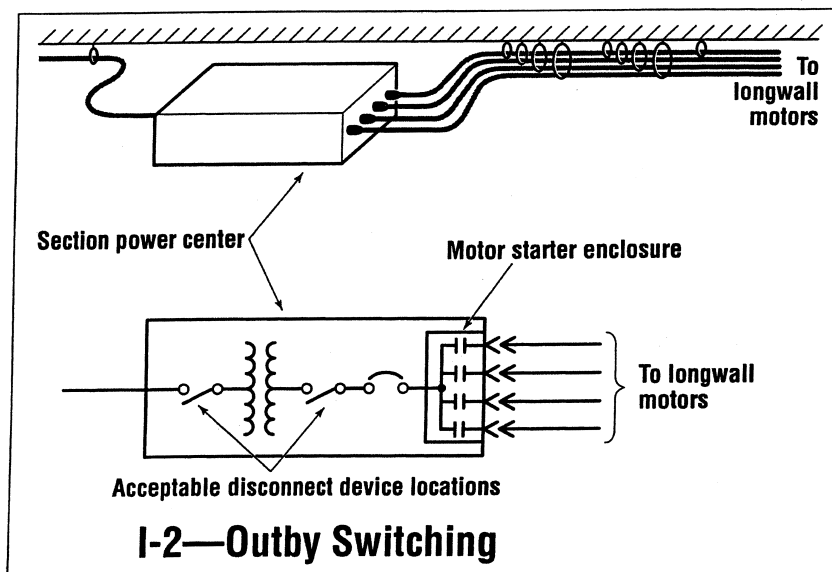 To
longwall
motors
Section power center
Motor starter enclosure
To longwall
motors
Acceptable disconnect device locations
I-2—Outby Switching